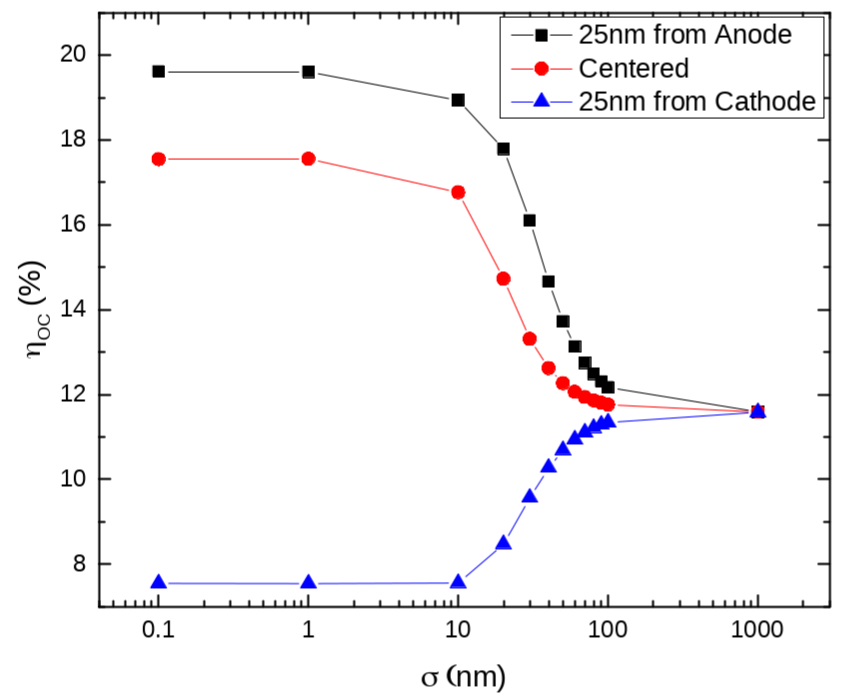 25nm from Anode
Centered
25nm from Cathode
20
18
16
14
12
10
8
ηOC (%)
0.1 1 10 100 1000
σ (nm)